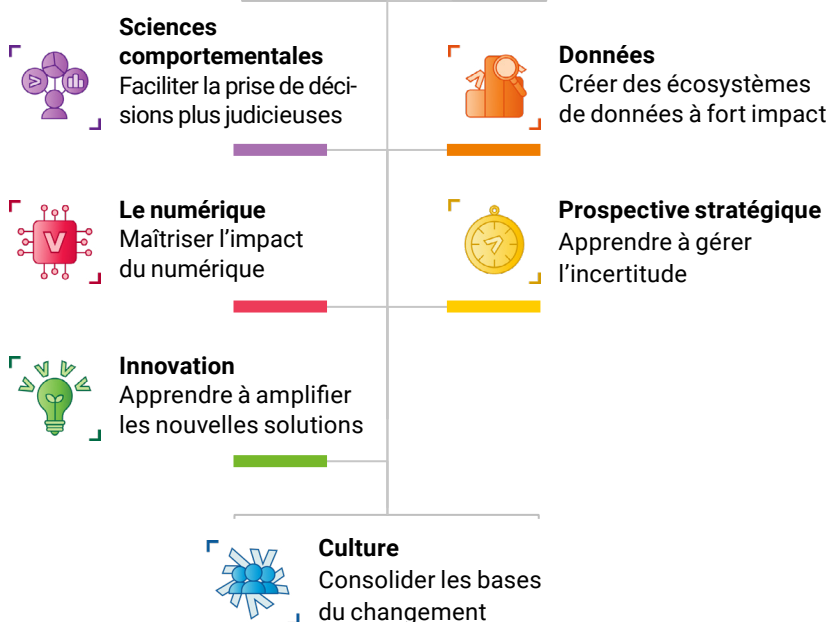 Sciences
comportementales
Faciliter la prise de déci-
sions plus judicieuses
Données
Créer des écosystèmes
de données à fort impact
Le numérique
Maîtriser l’impact
du numérique
Prospective stratégique
Apprendre à gérer
l’incertitude
Innovation
Apprendre à amplifier
les nouvelles solutions
Culture
Consolider les bases
du changement